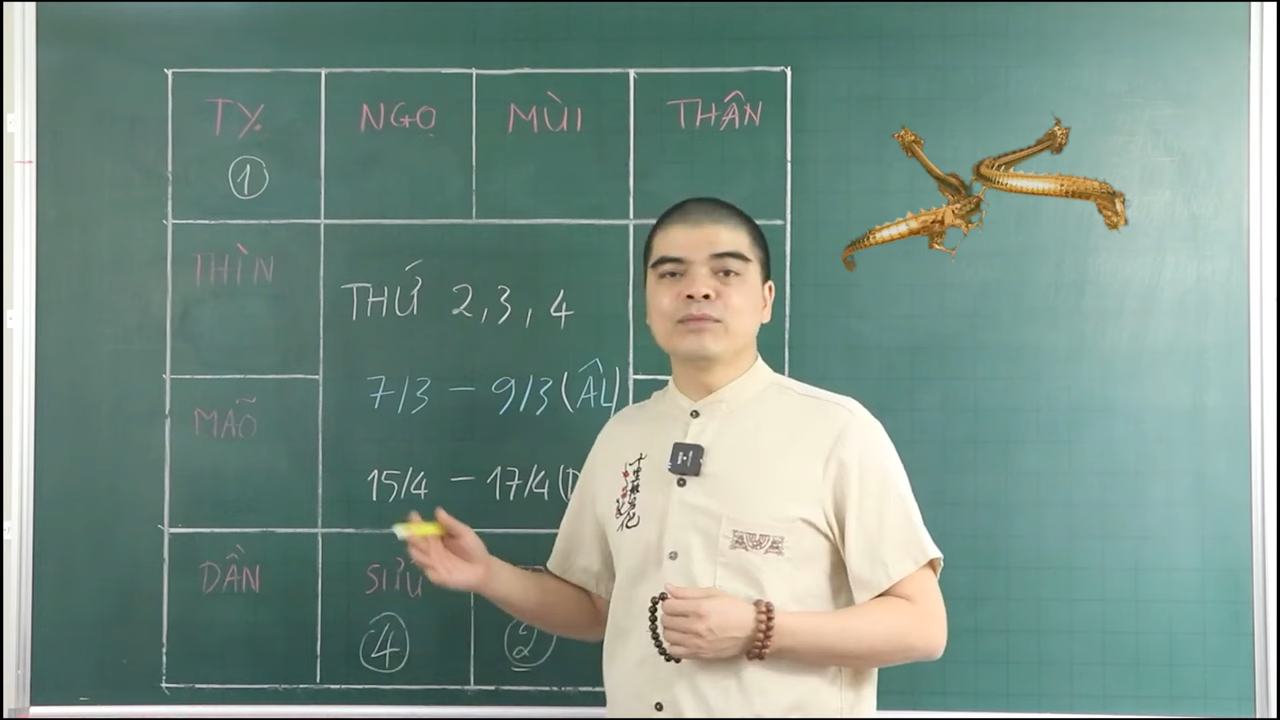 TỴ
NGỌ
MÙI
THÂN
①
THÌN
THỨ 2,3,4
7/3 - 9/3 (ÂL)
MÃO
15/4 - 17/4 (D
DẦN
SỬU
④
②